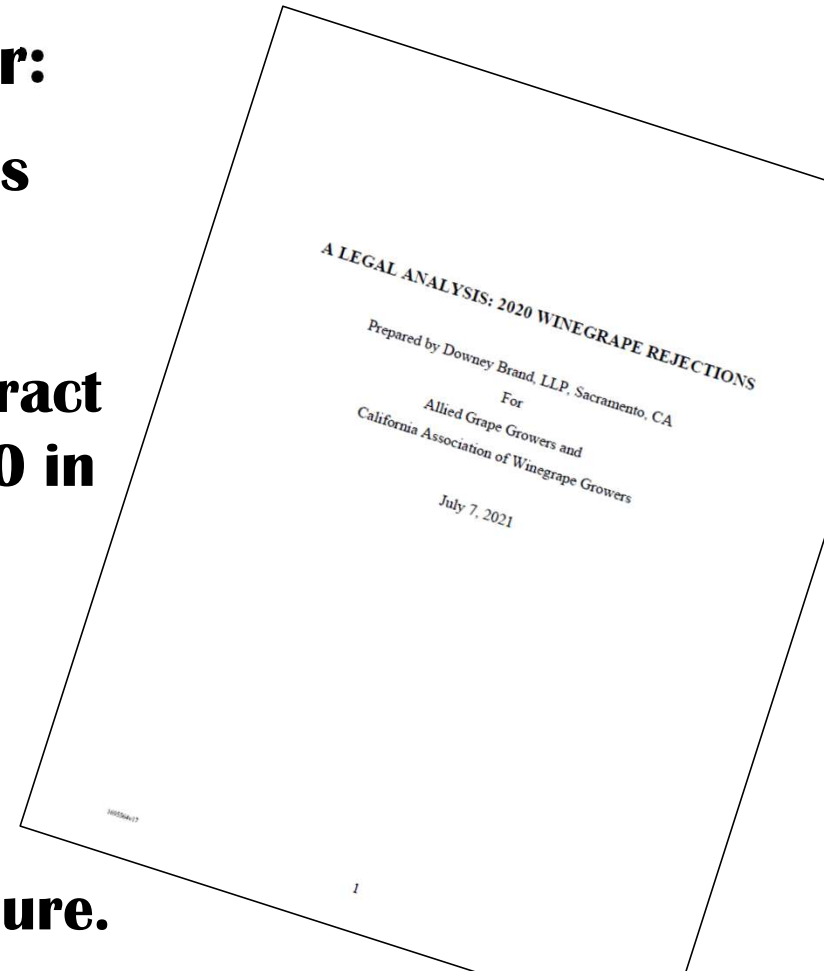 r:
s
ract
0 in
ure.
A LEGAL ANALYSIS: 2020 WINEGRAPE REJECTIONS
Prepared by Downey Brand, LLP, Sacramento, CA
For
Allied Grape Growers and
California Association of Winegrape Growers
July 7, 2021
1